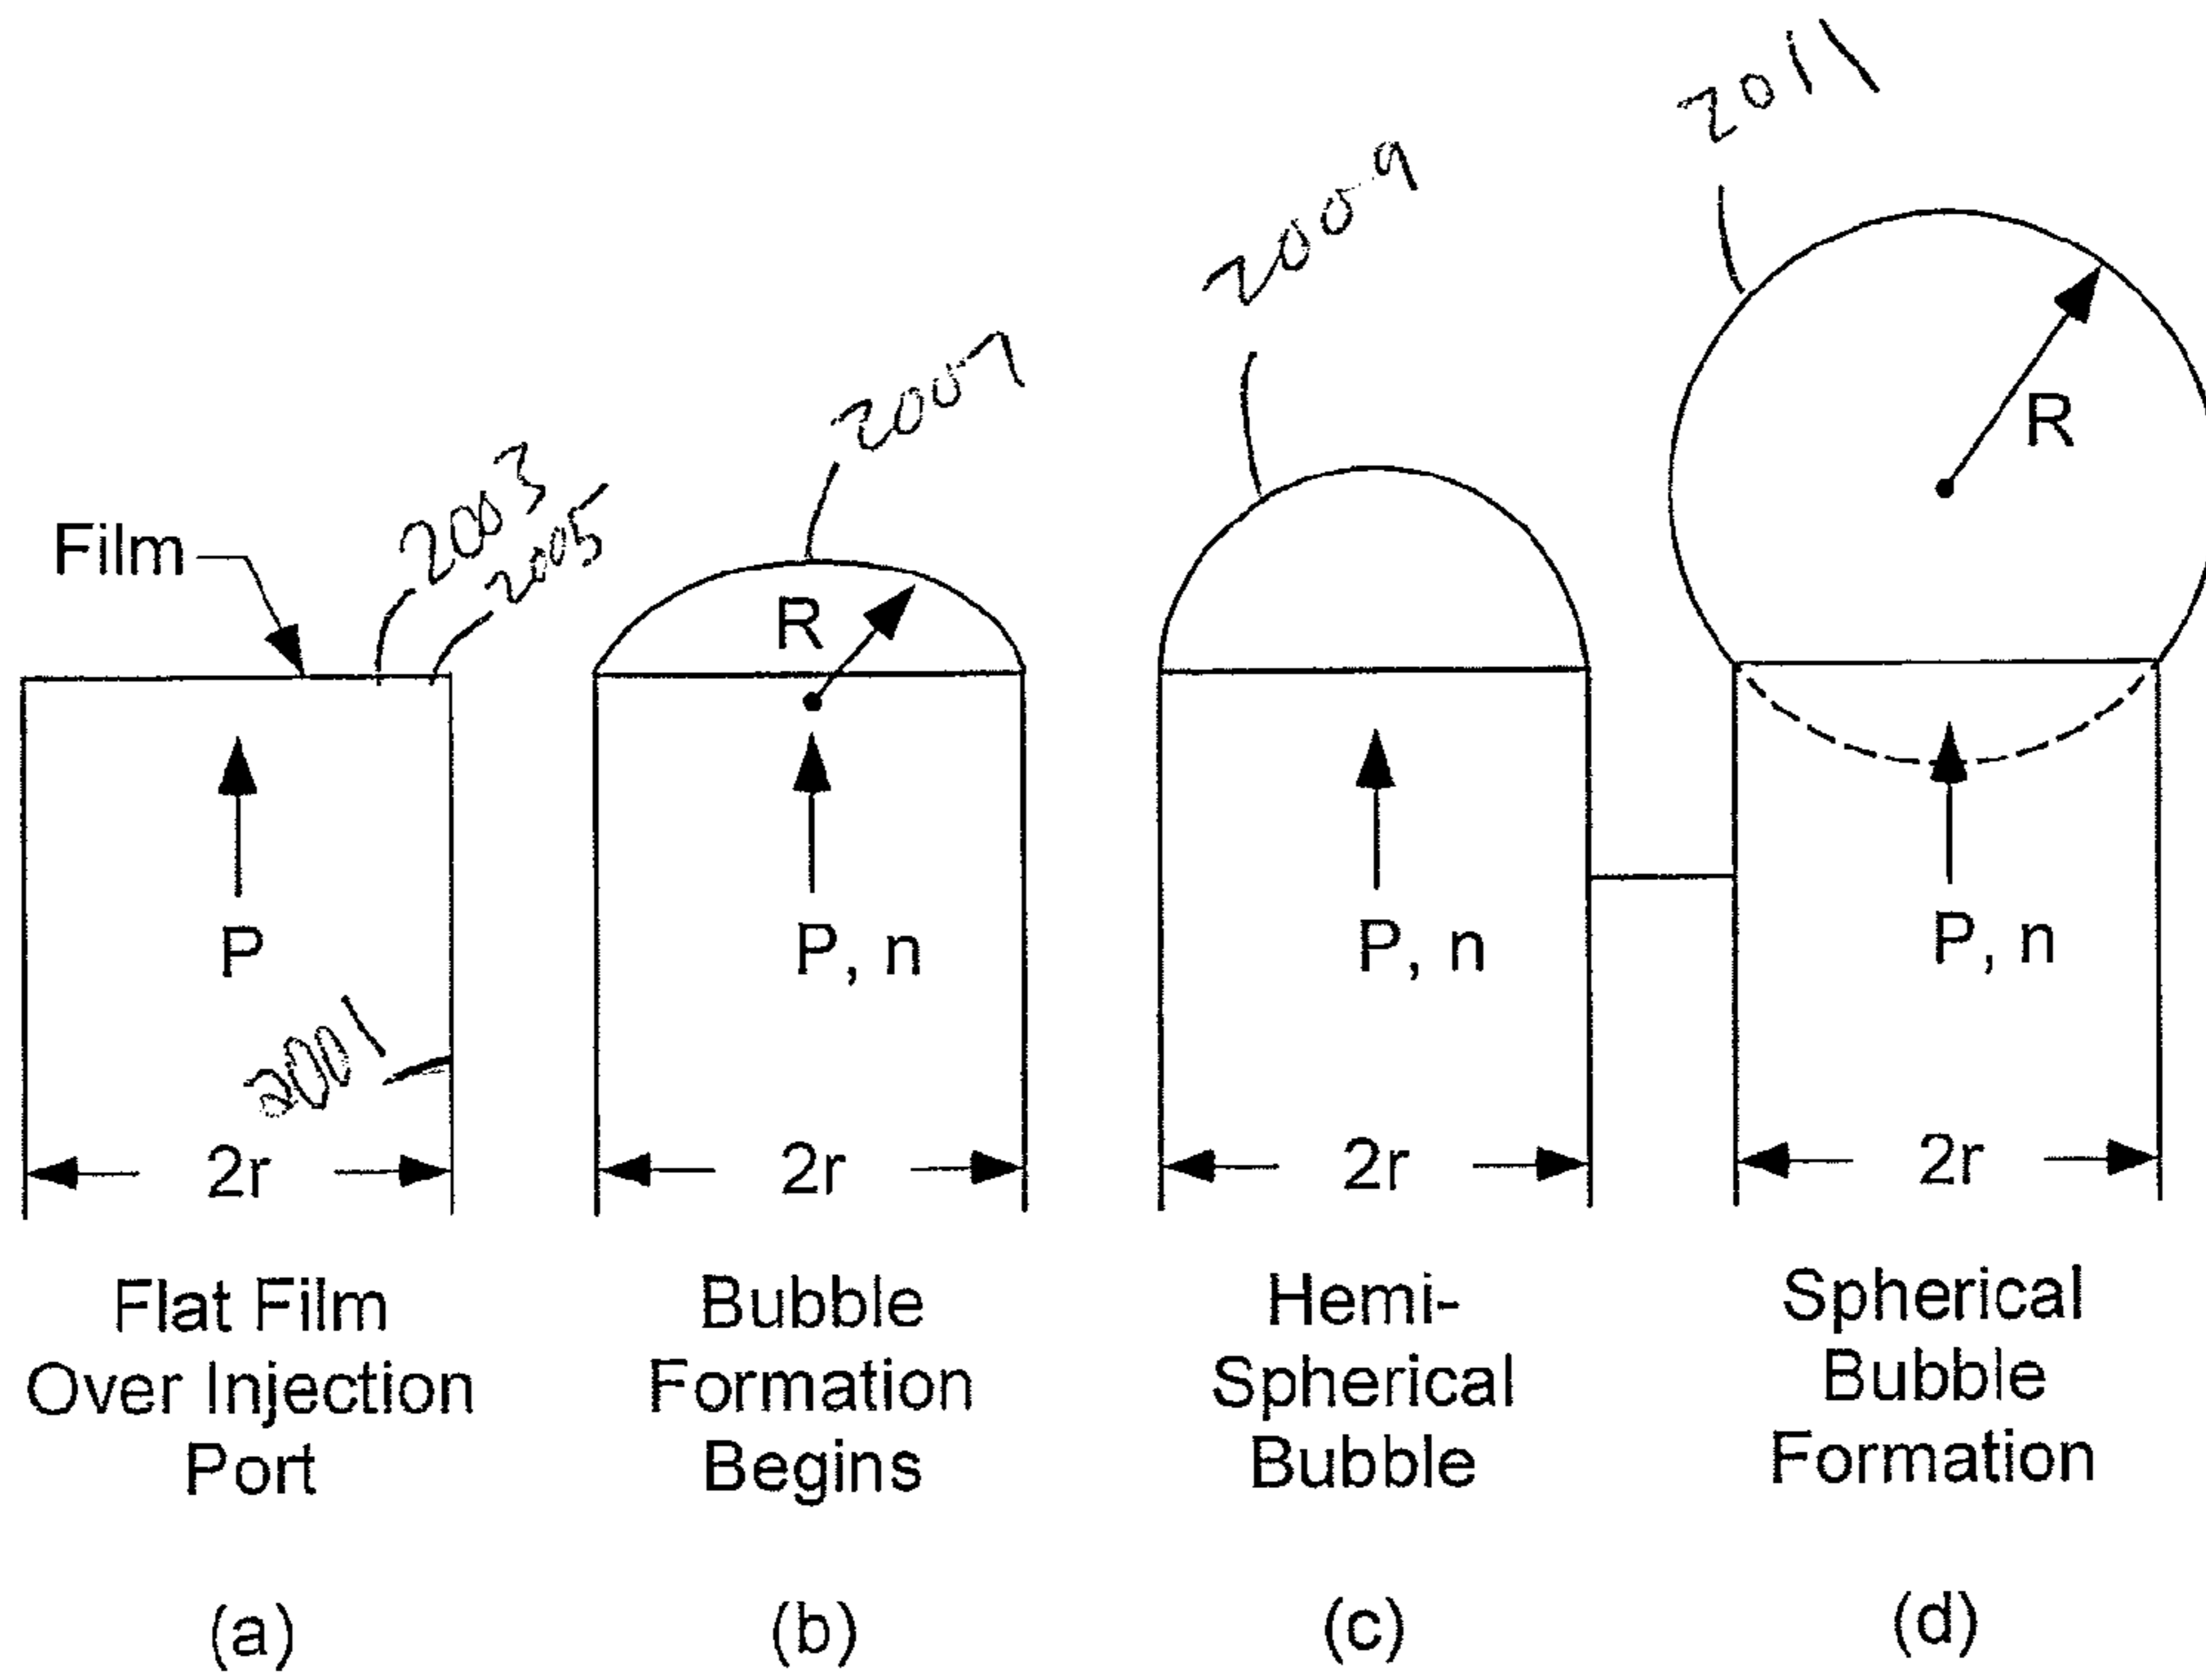 2011
2009
2007
2003
2005
Film
R
R
P
P, n
P, n
P, n
2001
2r
2r
2r
2r
Flat Film
Over Injection
Port
Bubble
Formation
Begins
Hemi-
Spherical
Bubble
Spherical
Bubble
Formation
(a)
(b)
(c)
(d)